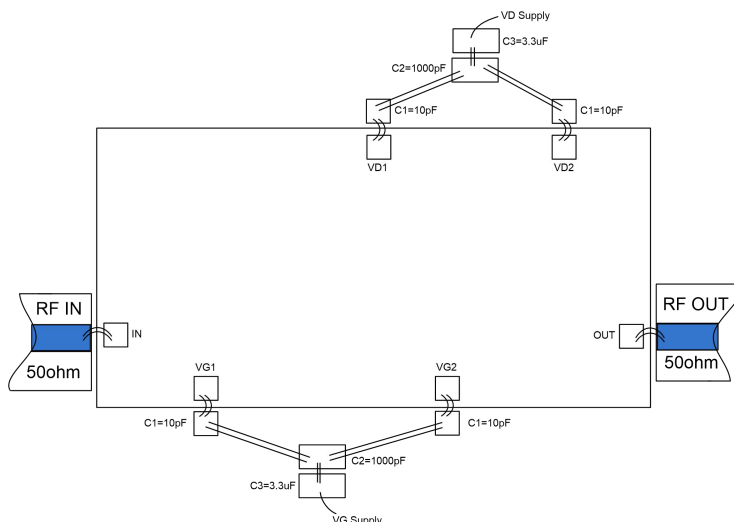 VD Supply
C3=3.3uF
C2=1000pF
C1=10pF
C1=10pF
VD1
VD2
RF IN
50ohm
IN
OUT
RF OUT
50ohm
VG1
VG2
C1=10pF
C1=10pF
C2=1000pF
C3=3.3uF
VG Supply